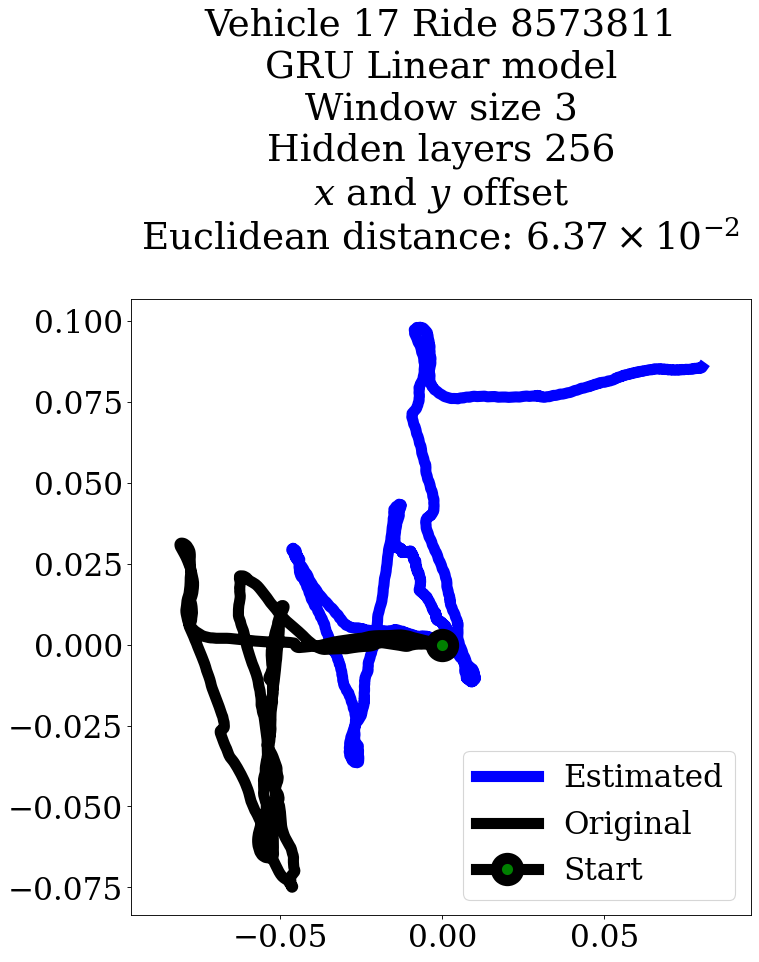 Vehicle 17 Ride 8573811
GRU Linear model
Window size 3
Hidden layers 256
x and y offset
Euclidean distance: 6.37 × 10⁻²
0.100
0.075
0.050
0.025
0.000
−0.025
−0.050
−0.075
Estimated
Original
Start
−0.05 0.00 0.05